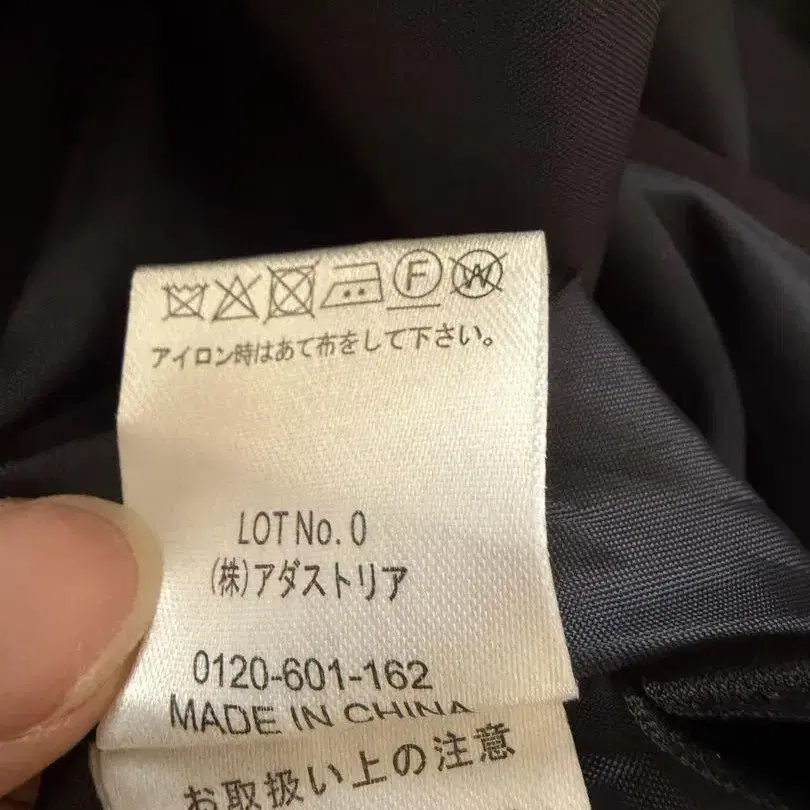 F W
アイロン時はあて布をして下さい。
LOT No. 0
(株)アダストリア
0120-601-162
MADE IN CHINA
お取扱い上の注意